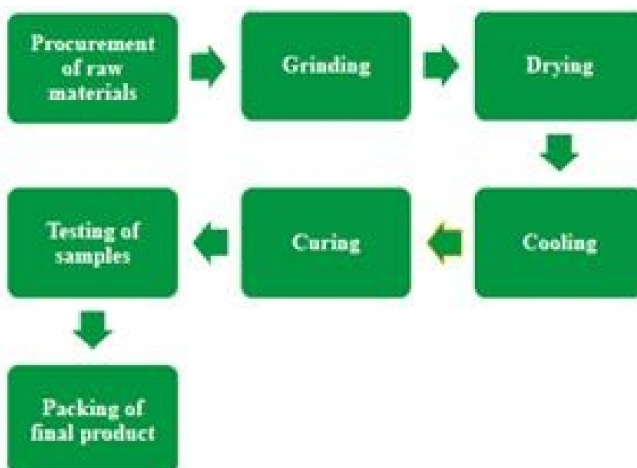 Procurement
of raw
materials
Grinding
Drying
Cooling
Curing
Testing of
samples
Packing of
final product